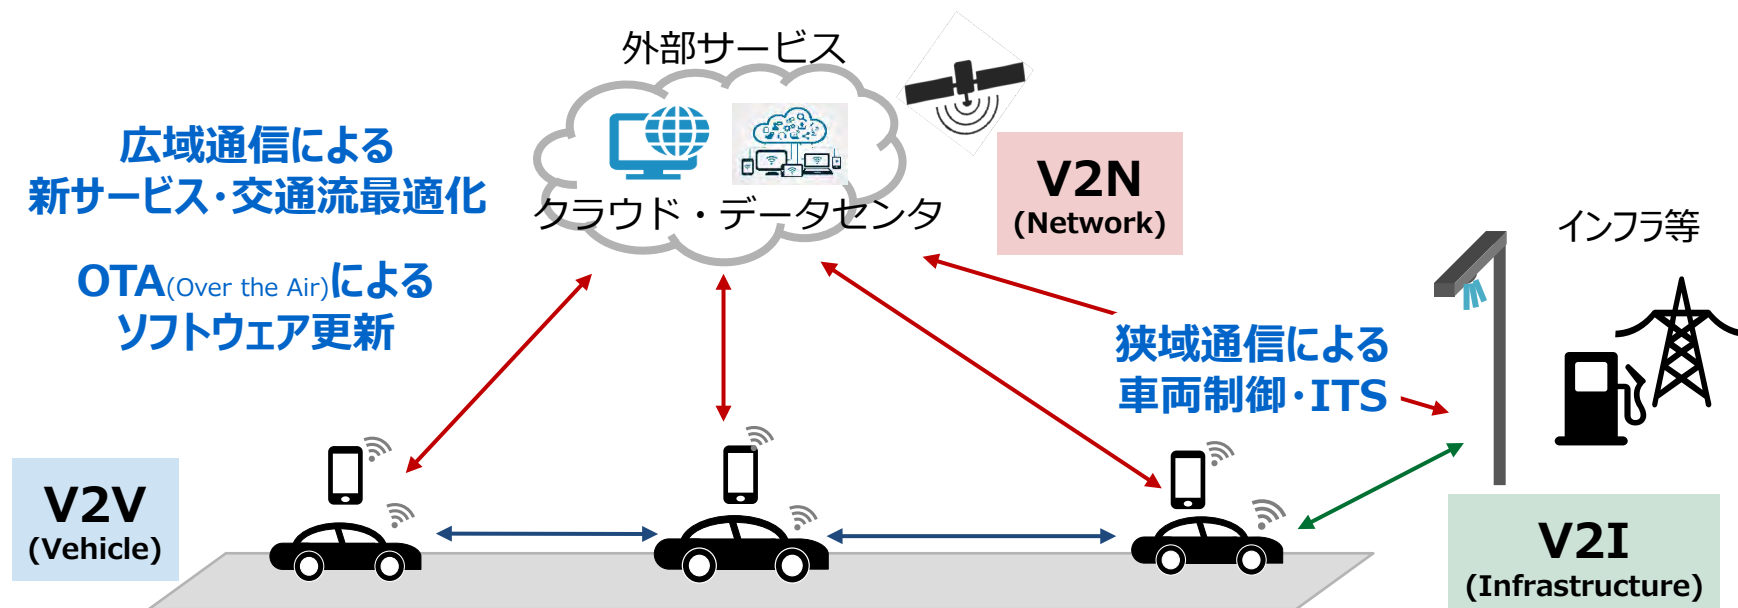 外部サービス
クラウド・データセンタ
広域通信による
新サービス・交通流最適化
OTA(Over the Air)による
ソフトウェア更新
V2N
(Network)
インフラ等
狭域通信による
車両制御・ITS
V2V
(Vehicle)
V2I
(Infrastructure)